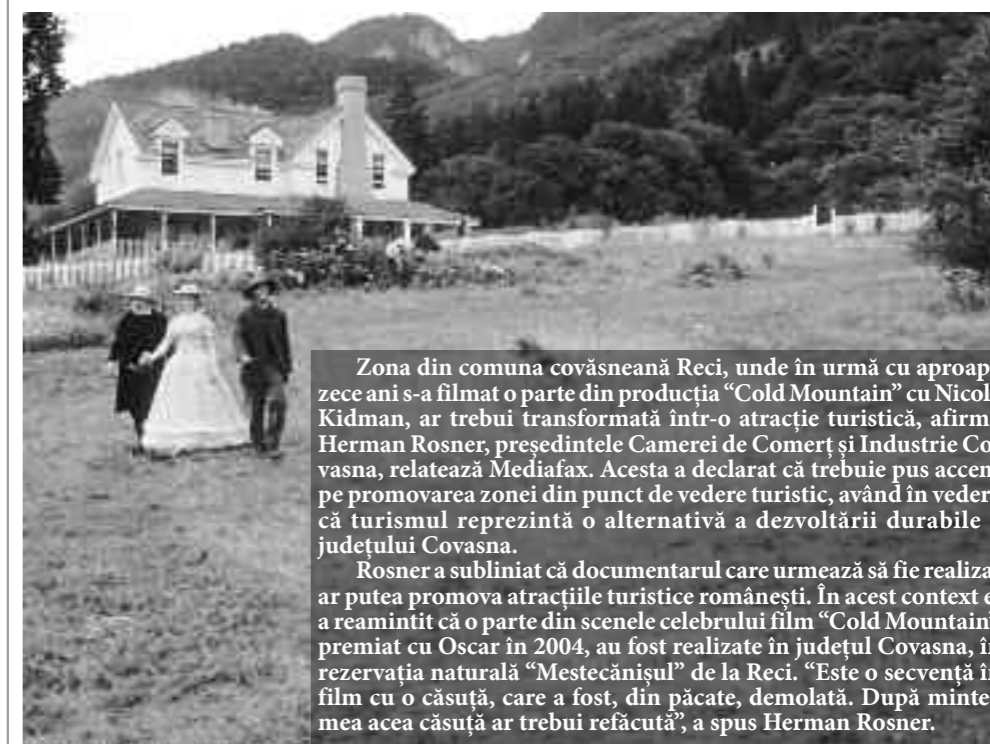 Zona din comuna covăsneană Reci, unde în urmă cu aproap
zece ani s-a filmat o parte din producția “Cold Mountain” cu Nicol
Kidman, ar trebui transformată într-o atracție turistică, afirm
Herman Rosner, președintele Camerei de Comerț și Industrie Co
vasna, relatează Mediafax. Acesta a declarat că trebuie pus accen
pe promovarea zonei din punct de vedere turistic, având în veder
că turismul reprezintă o alternativă a dezvoltării durabile
județului Covasna.
Rosner a subliniat că documentarul care urmează să fie realiza
ar putea promova atracțiile turistice românești. În acest context e
a reamintit că o parte din scenele celebrului film “Cold Mountain”
premiat cu Oscar în 2004, au fost realizate în județul Covasna, în
rezervația naturală “Mestecănișul” de la Reci. “Este o secvență în
film cu o căsuță, care a fost, din păcate, demolată. După minte
mea acea căsuță ar trebui refăcută”, a spus Herman Rosner.